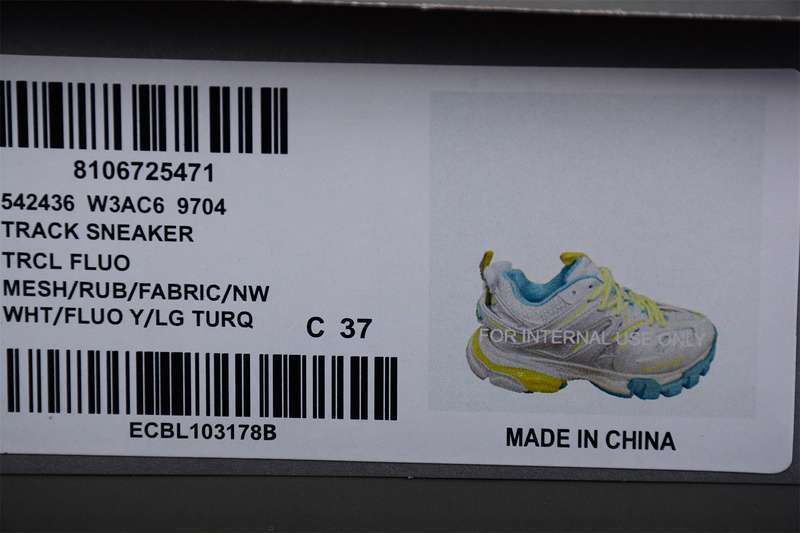 8106725471
542436 W3AC6 9704
TRACK SNEAKER
TRCL FLUO
MESH/RUB/FABRIC/NW
WHT/FLUO Y/LG TURQ
C 37
ECBL103178B
FOR INTERNAL USE ONLY
MADE IN CHINA